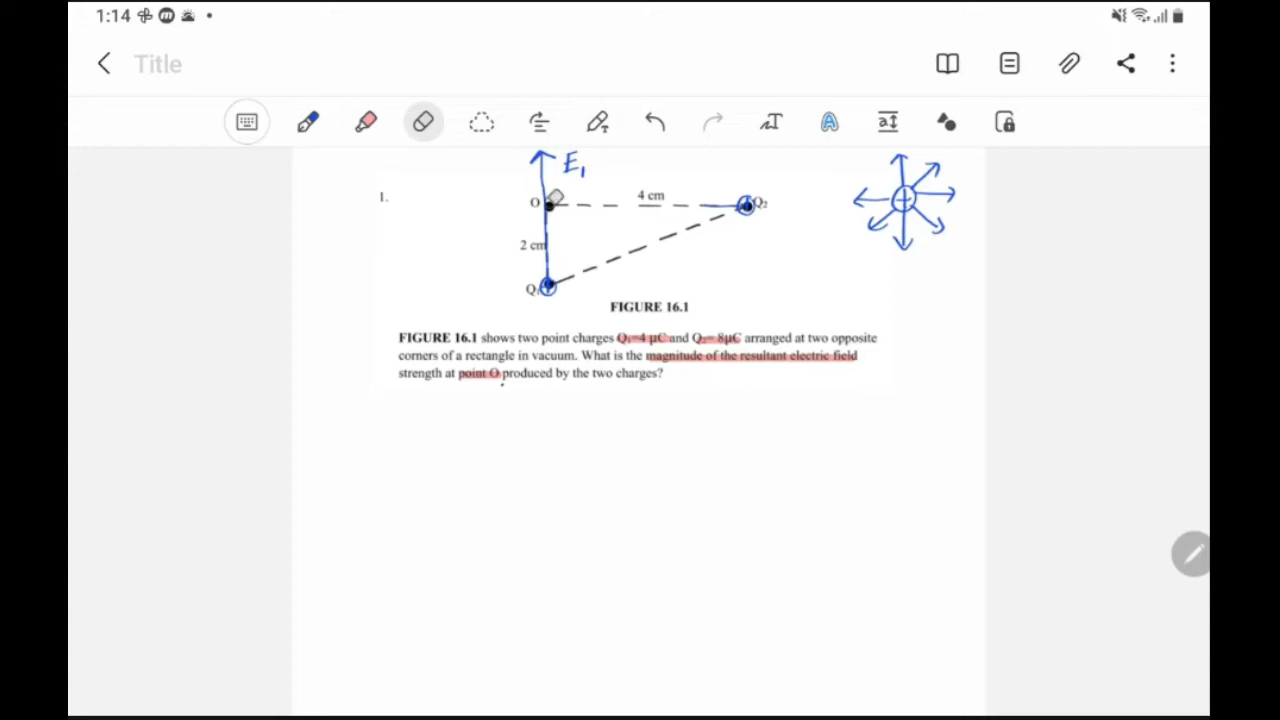 1:14
Title
E₁
1.
O
4 cm
Q₂
2 cm
Q₁
FIGURE 16.1
FIGURE 16.1 shows two point charges Q₁=4 μC and Q₂= 8μC arranged at two opposite
corners of a rectangle in vacuum. What is the magnitude of the resultant electric field
strength at point O produced by the two charges?